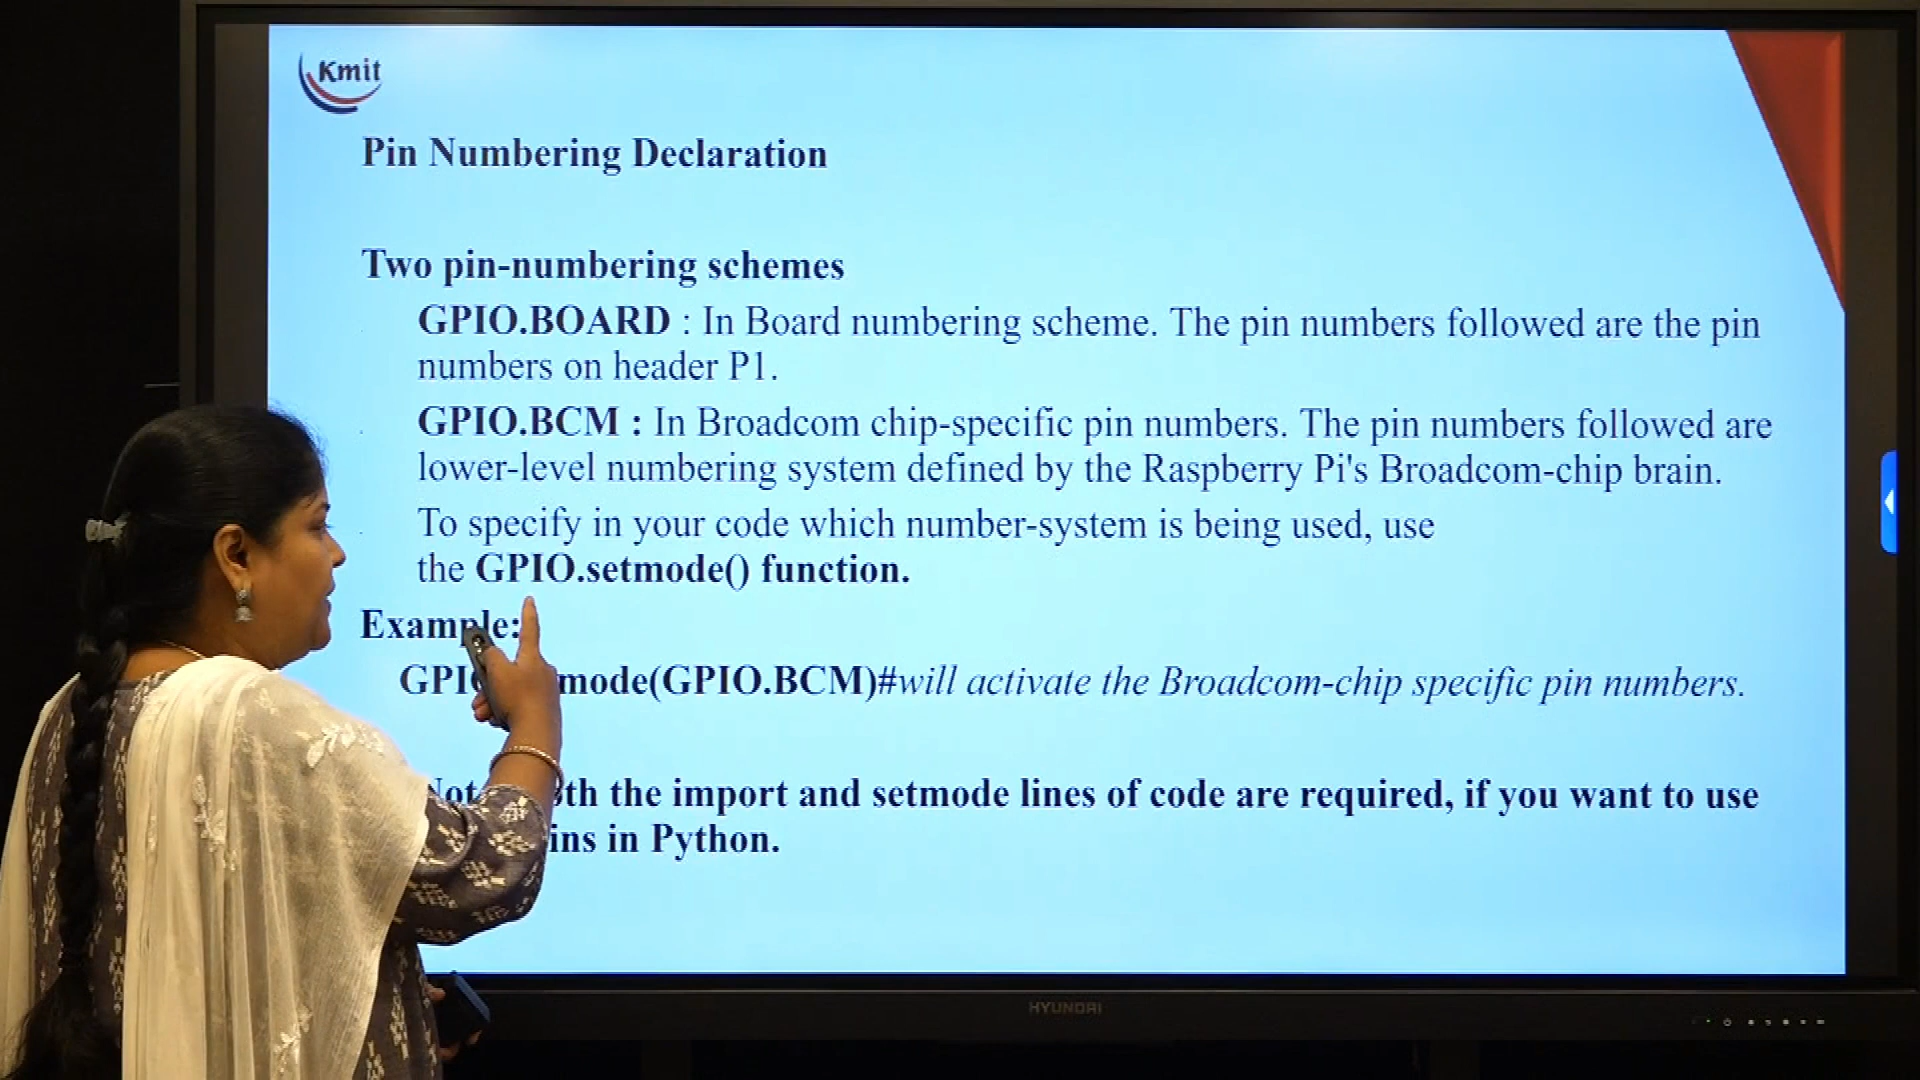 Kmit
Pin Numbering Declaration
Two pin-numbering schemes
GPIO.BOARD : In Board numbering scheme. The pin numbers followed are the pin
numbers on header P1.
GPIO.BCM : In Broadcom chip-specific pin numbers. The pin numbers followed are
lower-level numbering system defined by the Raspberry Pi's Broadcom-chip brain.
To specify in your code which number-system is being used, use
the GPIO.setmode() function.
Example:
mode(GPIO.BCM)#will activate the Broadcom-chip specific pin numbers.
the import and setmode lines of code are required, if you want to use
in Python.
HYUNDAI